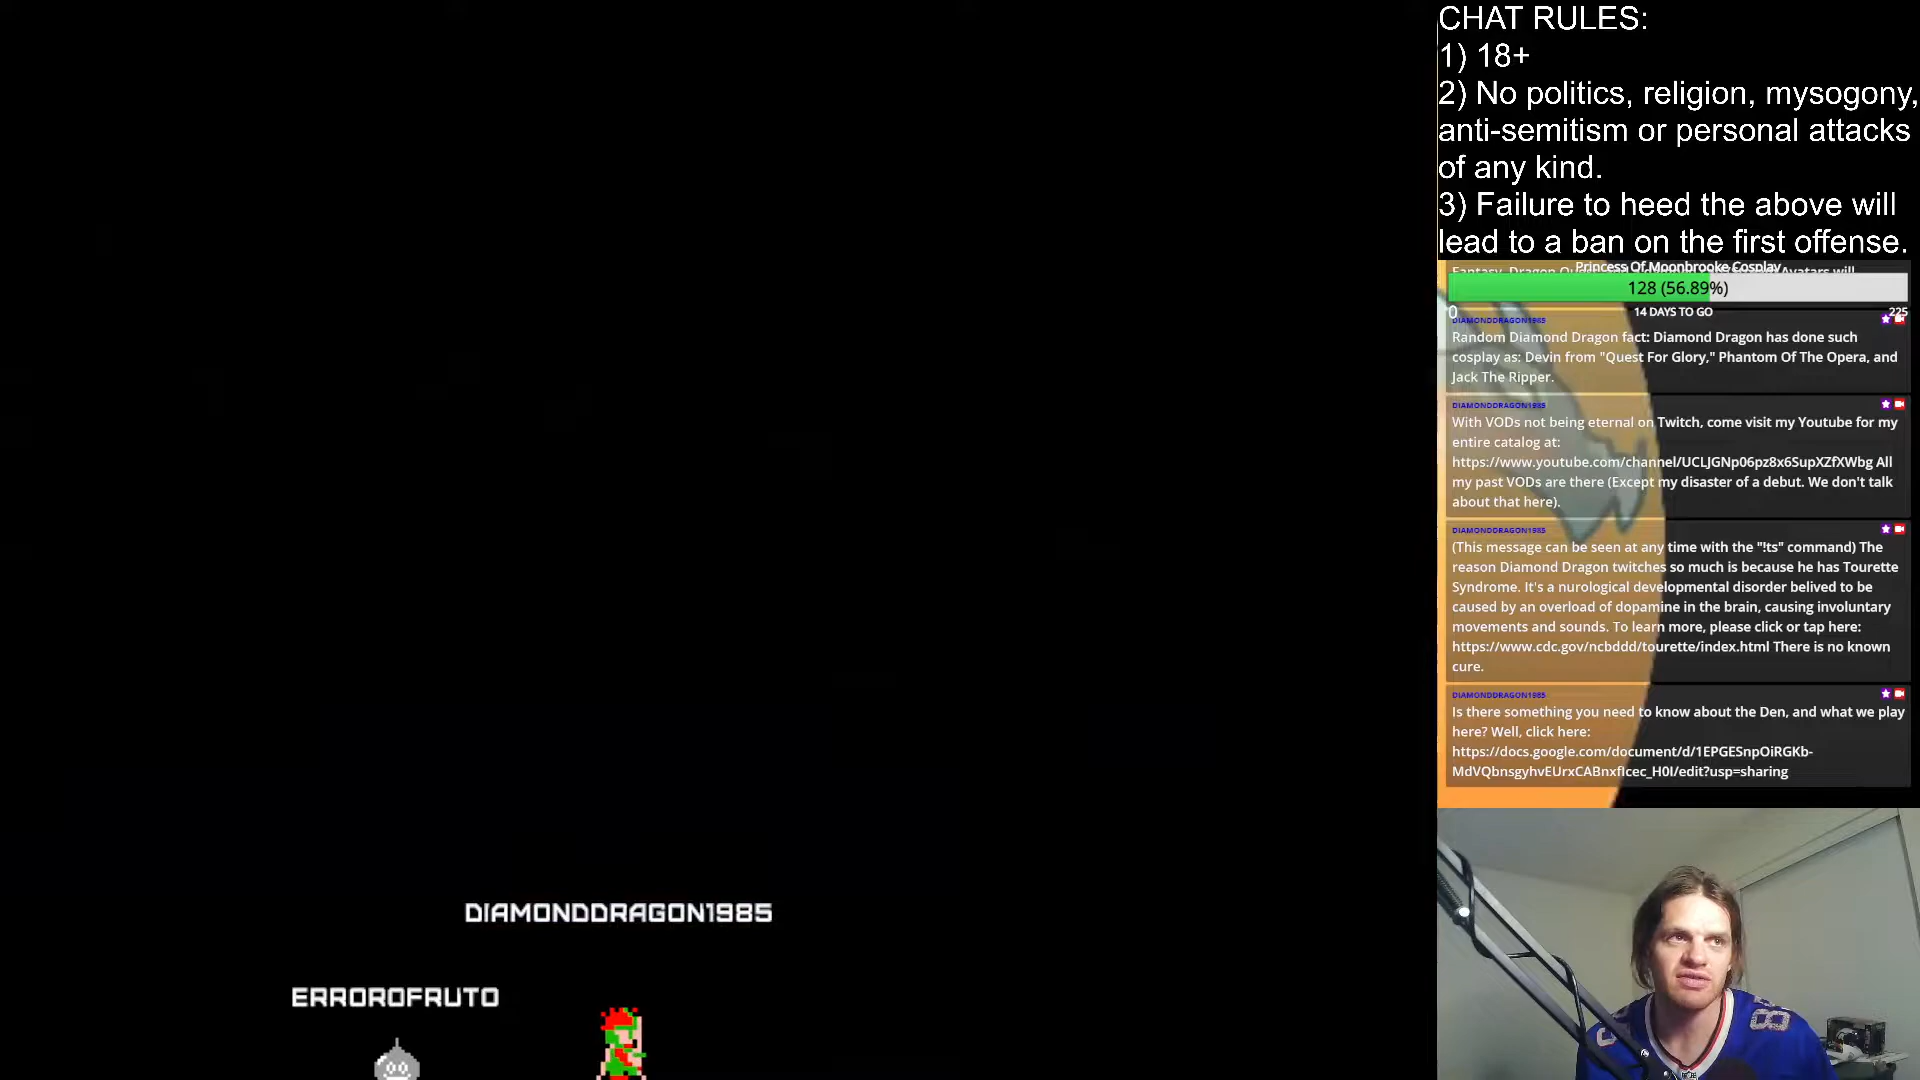 CHAT RULES:
1) 18+
2) No politics, religion, mysogony,
anti-semitism or personal attacks
of any kind.
3) Failure to heed the above will
lead to a ban on the first offense.
Princess Of Moonbrooke Cosplay
128 (56.89%)
0 14 DAYS TO GO 225
DIAMONDDRAGON1985
Random Diamond Dragon fact: Diamond Dragon has done such
cosplay as: Devin from "Quest For Glory," Phantom Of The Opera, and
Jack The Ripper.
DIAMONDDRAGON1985
With VODs not being eternal on Twitch, come visit my Youtube for my
entire catalog at:
https://www.youtube.com/channel/UCLJGNp06pz8x6SupXZfXWbg All
my past VODs are there (Except my disaster of a debut. We don't talk
about that here).
DIAMONDDRAGON1985
(This message can be seen at any time with the "!ts" command) The
reason Diamond Dragon twitches so much is because he has Tourette
Syndrome. It's a nurological developmental disorder belived to be
caused by an overload of dopamine in the brain, causing involuntary
movements and sounds. To learn more, please click or tap here:
https://www.cdc.gov/ncbddd/tourette/index.html There is no known
cure.
DIAMONDDRAGON1985
Is there something you need to know about the Den, and what we play
here? Well, click here:
https://docs.google.com/document/d/1EPGESnpOiRGKb-
MdVQbnsgyhvEUrxCABnxfIcec_H0I/edit?usp=sharing
DIAMONDDRAGON1985
ERROROFRUTO